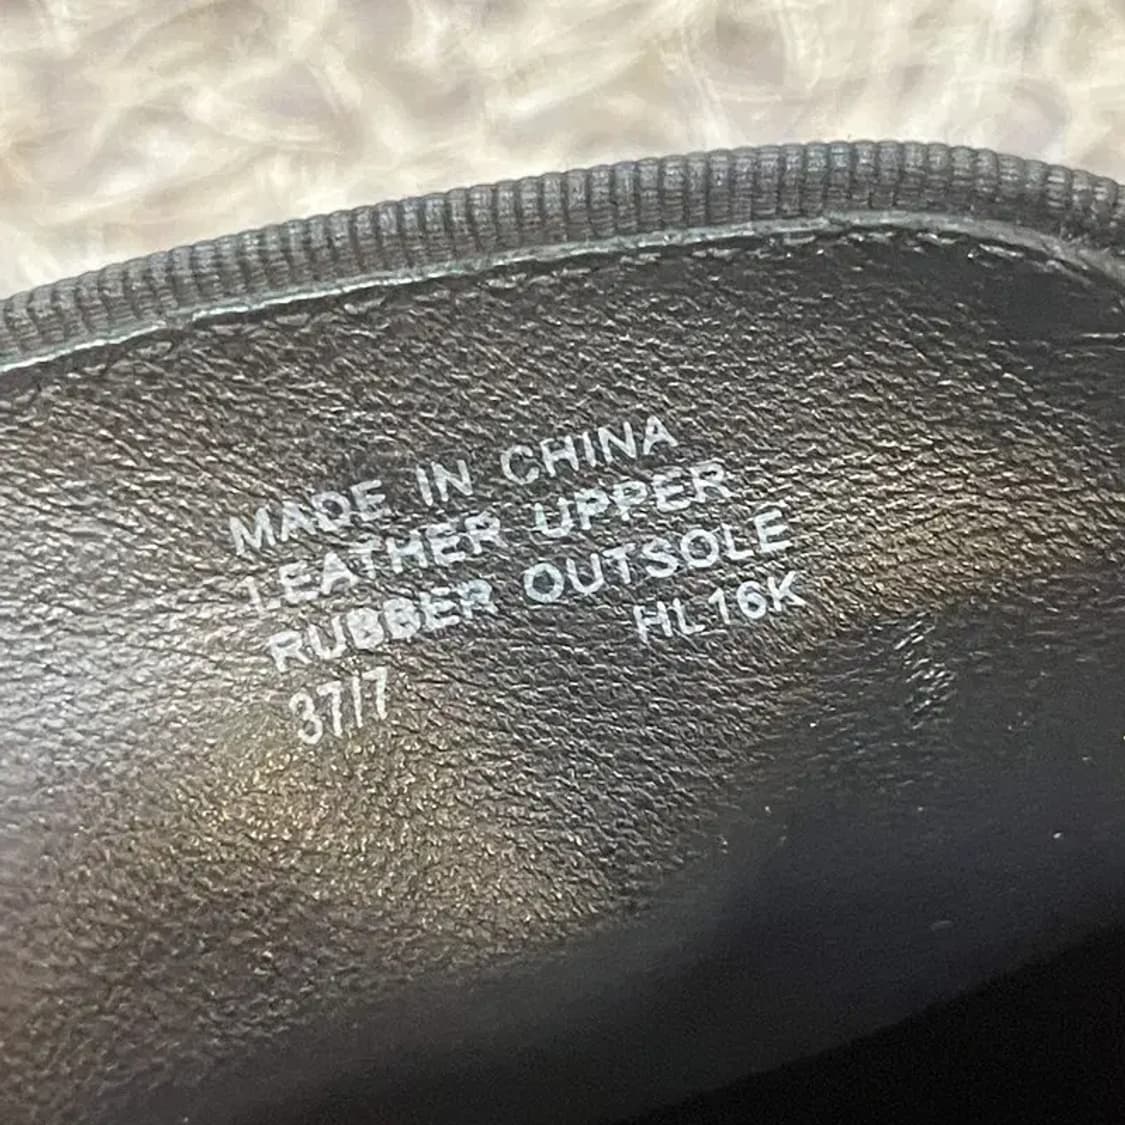 MADE IN CHINA
LEATHER UPPER
RUBBER OUTSOLE
HL16K
37/7